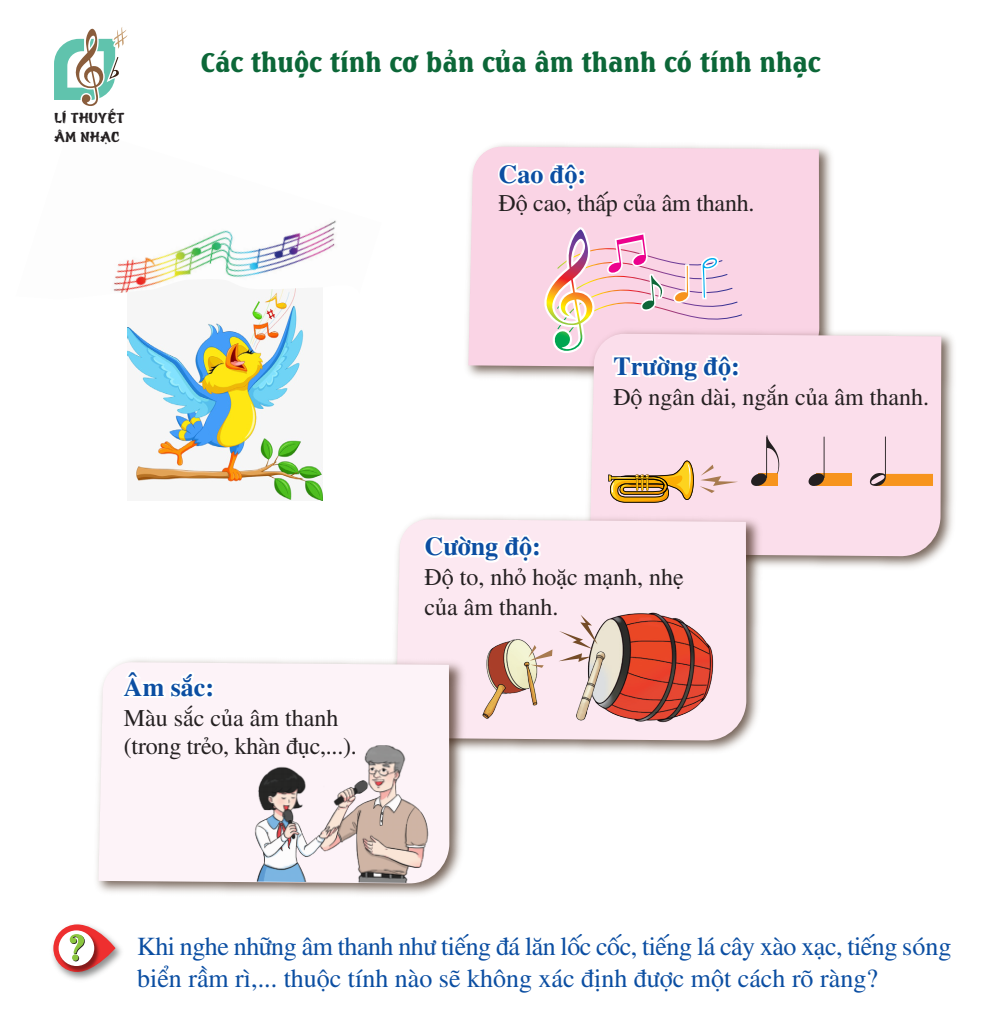 LÍ THUYẾT
ÂM NHẠC
Các thuộc tính cơ bản của âm thanh có tính nhạc
Cao độ:
Độ cao, thấp của âm thanh.
Trường độ:
Độ ngân dài, ngắn của âm thanh.
Cường độ:
Độ to, nhỏ hoặc mạnh, nhẹ
của âm thanh.
Âm sắc:
Màu sắc của âm thanh
(trong trẻo, khàn đục,...).
?
Khi nghe những âm thanh như tiếng đá lăn lốc cốc, tiếng lá cây xào xạc, tiếng sóng
biển rầm rì,... thuộc tính nào sẽ không xác định được một cách rõ ràng?